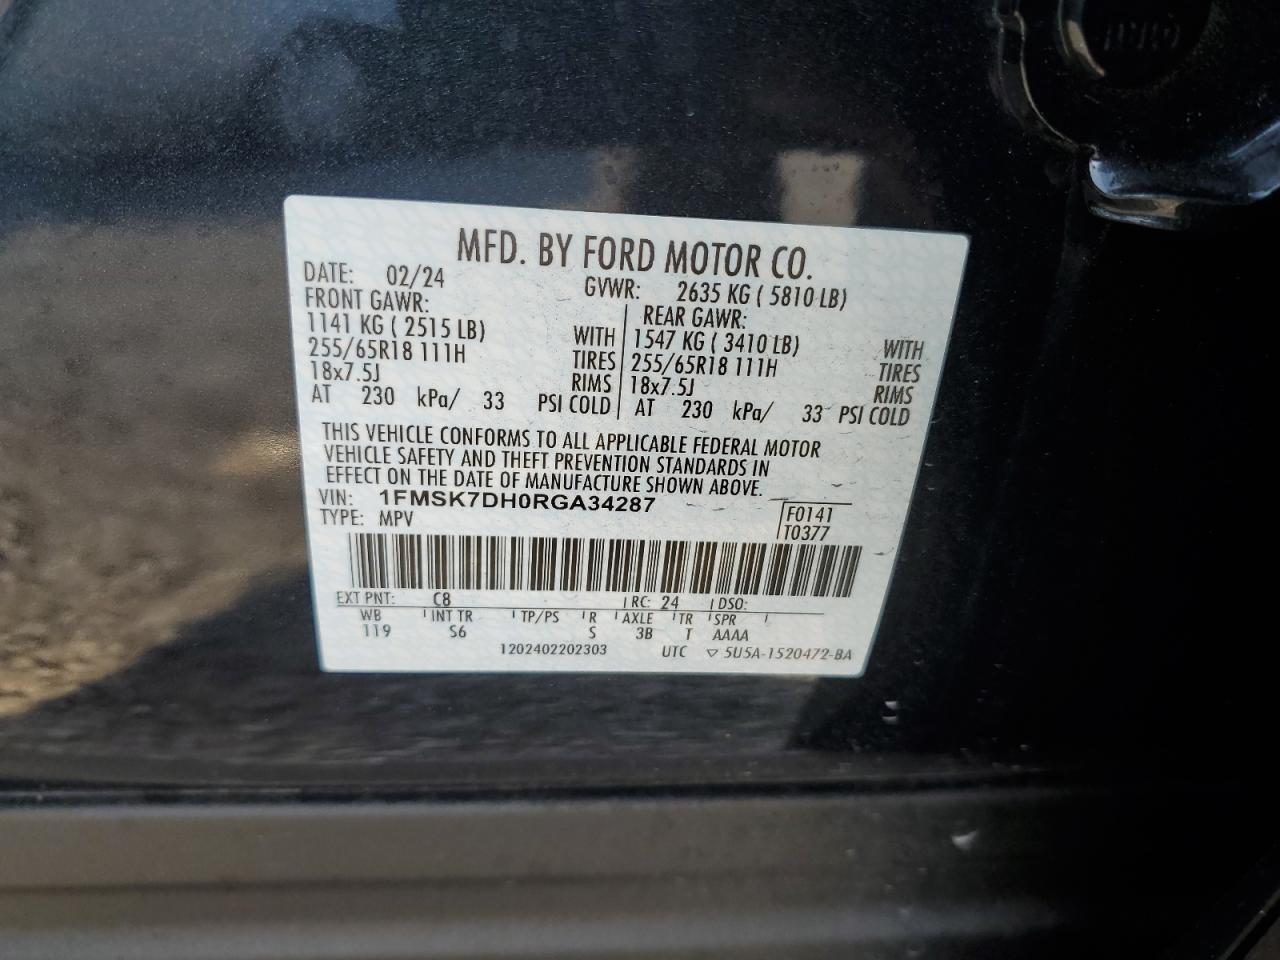 MFD. BY FORD MOTOR CO.
DATE: 02/24 GVWR: 2635 KG ( 5810 LB)
FRONT GAWR: REAR GAWR:
1141 KG ( 2515 LB) WITH 1547 KG ( 3410 LB) WITH
255/65R18 111H TIRES 255/65R18 111H TIRES
18x7.5J RIMS 18x7.5J RIMS
AT 230 kPa/ 33 PSI COLD AT 230 kPa/ 33 PSI COLD
THIS VEHICLE CONFORMS TO ALL APPLICABLE FEDERAL MOTOR
VEHICLE SAFETY AND THEFT PREVENTION STANDARDS IN
EFFECT ON THE DATE OF MANUFACTURE SHOWN ABOVE.
VIN: 1FMSK7DH0RGA34287 F0141
TYPE: MPV T0377
EXT PNT: C8 RC: 24 DSO:
WB INT TR TP/PS R AXLE TR SPR
119 S6 S 3B T AAAA
1202402202303 UTC ▽ 5U5A-1520472-BA